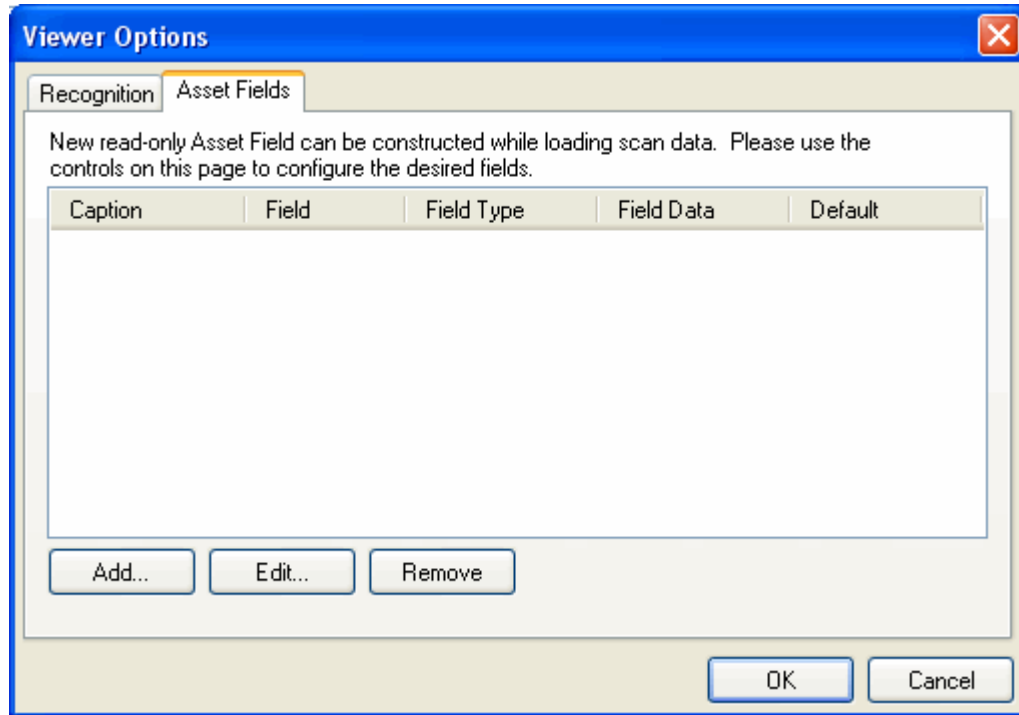 Viewer Options
Recognition Asset Fields
New read-only Asset Field can be constructed while loading scan data.  Please use the
controls on this page to configure the desired fields.
Caption Field Field Type Field Data Default
Add... Edit... Remove
OK Cancel